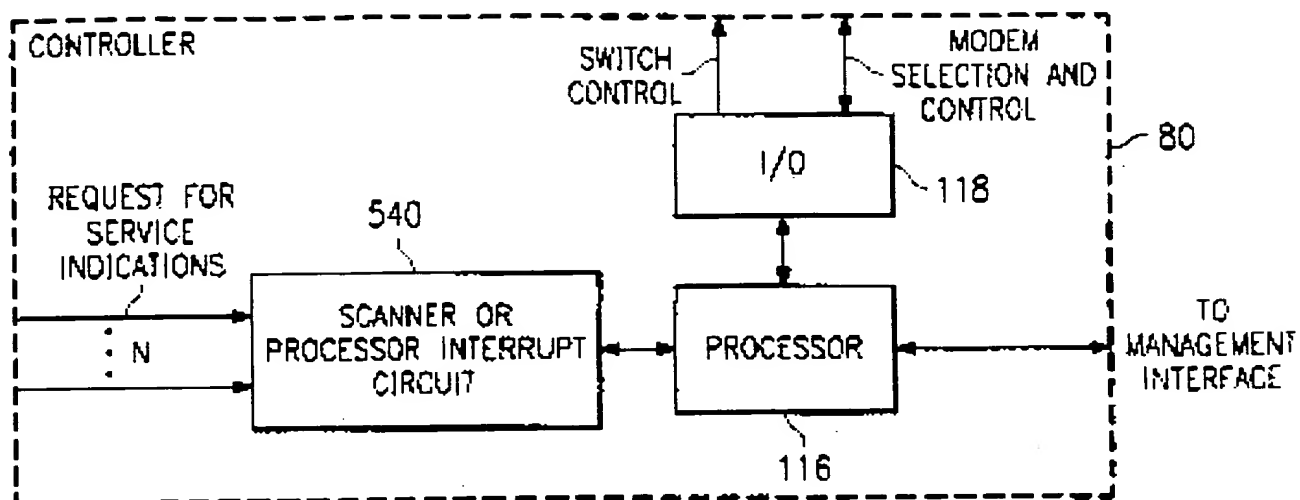 CONTROLLER
SWITCH
CONTROL
MODEM
SELECTION AND
CONTROL
80
I/O
118
REQUEST FOR
SERVICE
INDICATIONS
540
N
SCANNER OR
PROCESSOR INTERRUPT
CIRCUIT
PROCESSOR
116
TO
MANAGEMENT
INTERFACE